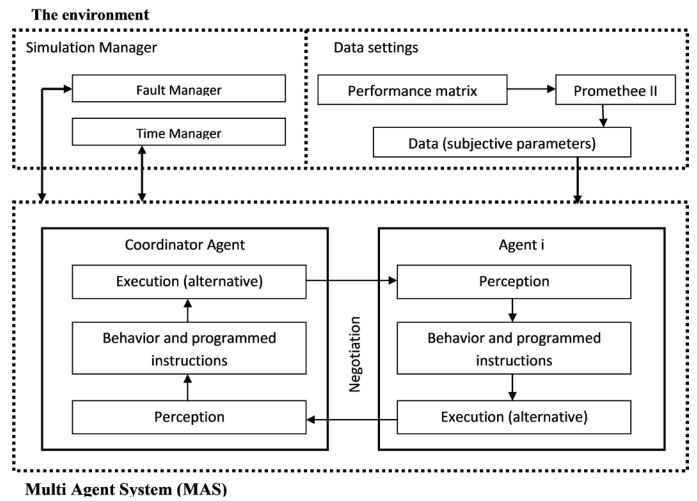 The environment
Simulation Manager
Data settings
Fault Manager
Performance matrix
Promethee II
Time Manager
Data (subjective parameters)
Coordinator Agent
Agent i
Execution (alternative)
Perception
Behavior and programmed
instructions
Negotiation
Behavior and programmed
instructions
Perception
Execution (alternative)
Multi Agent System (MAS)